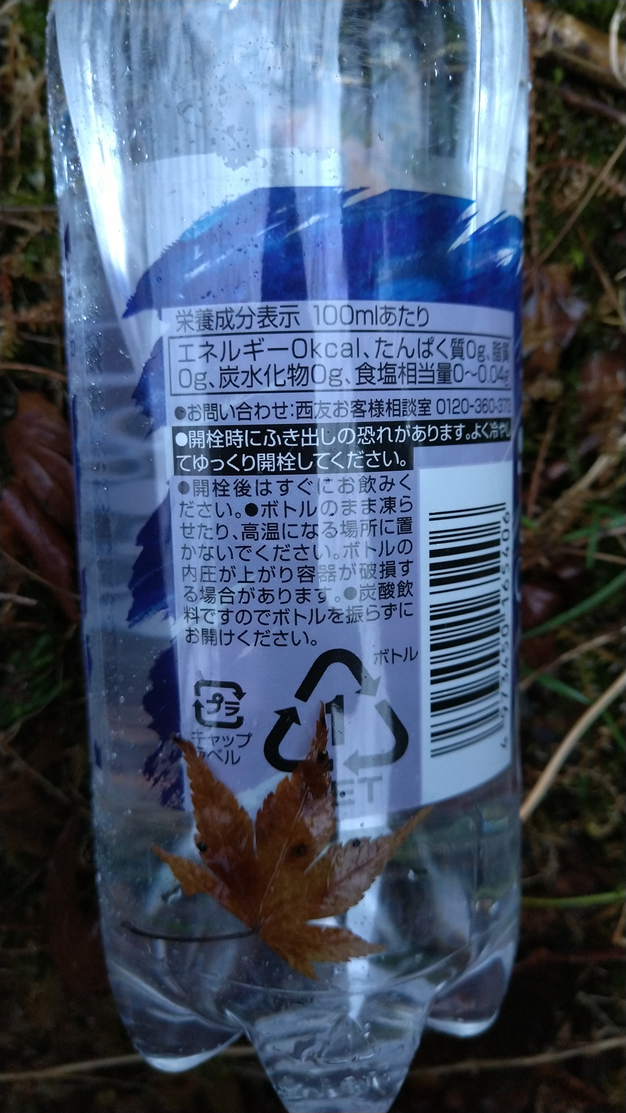 栄養成分表示 100mlあたり
エネルギー0kcal、たんぱく質0g、脂質
0g、炭水化物0g、食塩相当量0～0.04g
●お問い合わせ:西友お客様相談室 0120-360-373
●開栓時にふき出しの恐れがあります。よく冷やし
てゆっくり開栓してください。
●開栓後はすぐにお飲みく
ださい。●ボトルのまま凍ら
せたり、高温になる場所に置
かないでください。ボトルの
内圧が上がり容器が破損す
る場合があります。●炭酸飲
料ですのでボトルを振らずに
お開けください。
ボトル
プラ
キャップ
ラベル
1
PET
4 973450 165406